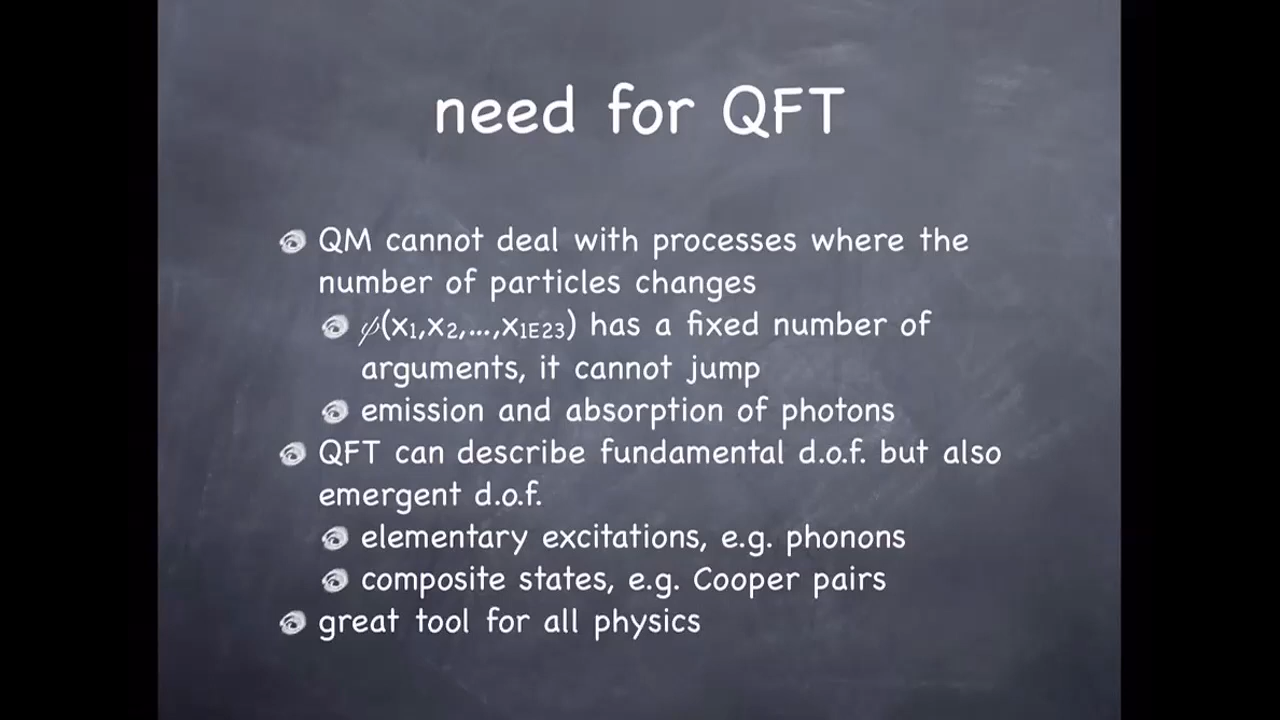 need for QFT
QM cannot deal with processes where the
number of particles changes
ψ(x₁,x₂,...,x₁E₂₃) has a fixed number of
arguments, it cannot jump
emission and absorption of photons
QFT can describe fundamental d.o.f. but also
emergent d.o.f.
elementary excitations, e.g. phonons
composite states, e.g. Cooper pairs
great tool for all physics